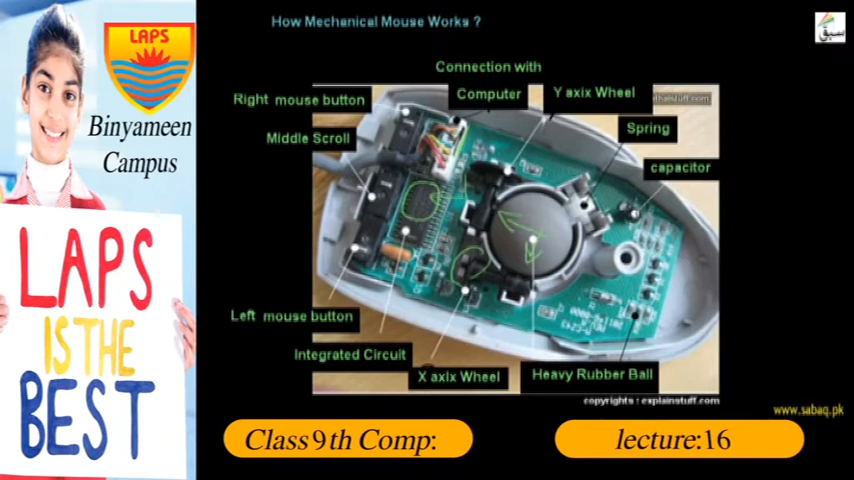 How Mechanical Mouse Works ?
LAPS
سبق
Connection with
Computer
Y axix Wheel
Right mouse button
Middle Scroll
Spring
capacitor
Binyameen
Campus
LAPS
IS THE
BEST
Left mouse button
Integrated Circuit
X axix Wheel
Heavy Rubber Ball
copyrights : explainstuff.com
www.sabaq.pk
Class 9th Comp:
lecture:16